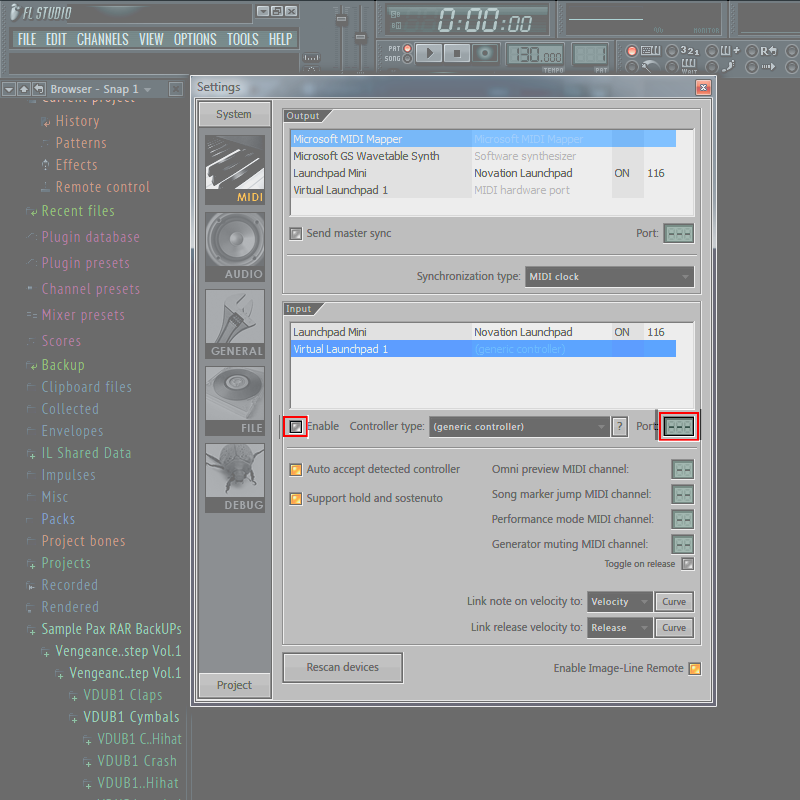 FL STUDIO
FILE EDIT CHANNELS VIEW OPTIONS TOOLS HELP
0:00:00
MONITOR
PAT
SONG
130.000
TEMPO
PAT
321
WAIT
Browser - Snap 1
Current project
History
Patterns
Effects
Remote control
Recent files
Plugin database
Plugin presets
Channel presets
Mixer presets
Scores
Backup
Clipboard files
Collected
Envelopes
IL Shared Data
Impulses
Misc
Packs
Project bones
Projects
Recorded
Rendered
Sample Pax RAR BackUPs
Vengeance..step Vol.1
Vengeanc..tep Vol.1
VDUB1 Claps
VDUB1 Cymbals
VDUB1 C..Hihat
VDUB1 Crash
VDUB1..Hihat
Settings
System
MIDI
AUDIO
GENERAL
FILE
DEBUG
Project
Output
Microsoft MIDI Mapper Microsoft MIDI Mapper
Microsoft GS Wavetable Synth Software synthesizer
Launchpad Mini Novation Launchpad ON 116
Virtual Launchpad 1 MIDI hardware port
Send master sync Port: ---
Synchronization type: MIDI clock
Input
Launchpad Mini Novation Launchpad ON 116
Virtual Launchpad 1 (generic controller)
Enable Controller type: (generic controller) ? Port: ---
Auto accept detected controller Omni preview MIDI channel: --
Support hold and sostenuto Song marker jump MIDI channel: --
Performance mode MIDI channel: --
Generator muting MIDI channel: --
Toggle on release
Link note on velocity to: Velocity Curve
Link release velocity to: Release Curve
Rescan devices Enable Image-Line Remote